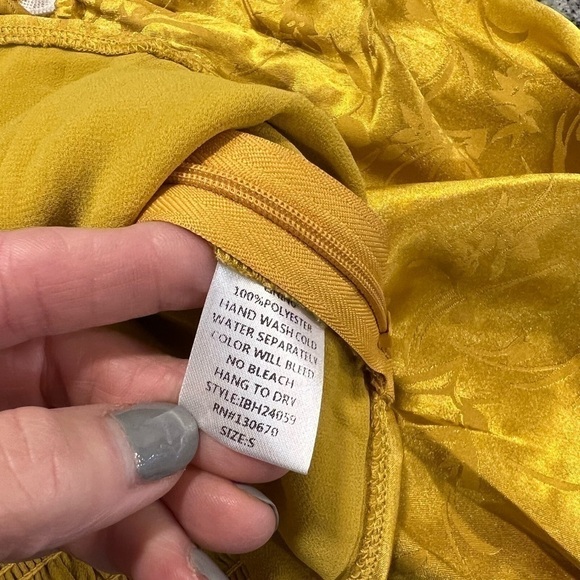 LINING
100%POLYESTER
HAND WASH COLD
WATER SEPARATELY
COLOR WILL BLEED
NO BLEACH
HANG TO DRY
STYLE:IBH24059
RN#130670
SIZE:S